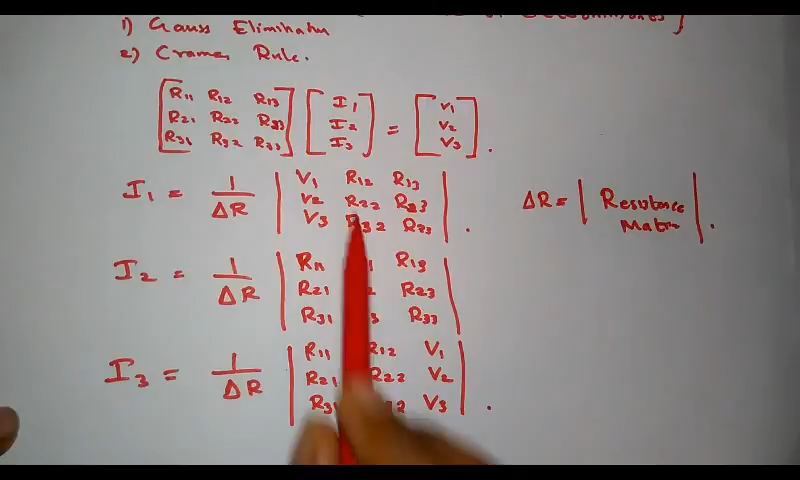 1) Gauss Elimination
2) Cramer Rule.
R11 R12 R13 I1 V1
R21 R22 R33 I2 = V2
R31 R32 R33 I3 V3 .
V1 R12 R13
I1 = 1/ΔR V2 R22 R23 ΔR = | Resistance
V3 R32 R23 . Matrix | .
R11 R13
I2 = 1/ΔR R21 R23
R31 R33
R11 R12 V1
I3 = 1/ΔR R21 R22 V2
V3 .